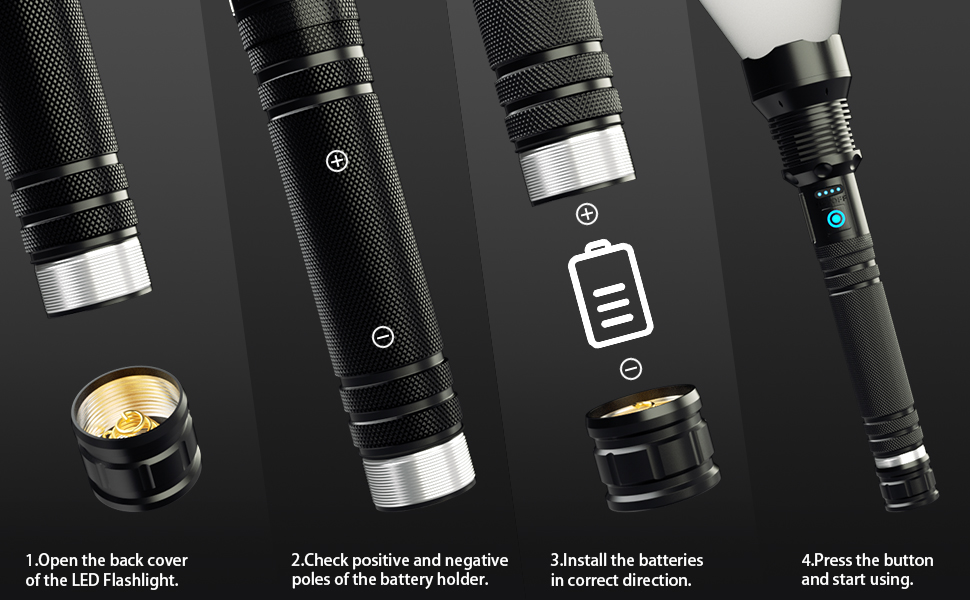 1.Open the back cover
of the LED Flashlight.
2.Check positive and negative
poles of the battery holder.
3.Install the batteries
in correct direction.
4.Press the button
and start using.